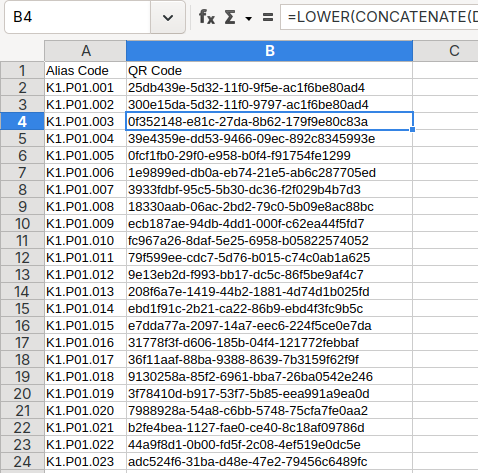 B4 fx Σ = =LOWER(CONCATENATE(D
A B C
1 Alias Code QR Code
2 K1.P01.001 25db439e-5d32-11f0-9f5e-ac1f6be80ad4
3 K1.P01.002 300e15da-5d32-11f0-9797-ac1f6be80ad4
4 K1.P01.003 0f352148-e81c-27da-8b62-179f9e80c83a
5 K1.P01.004 39e4359e-dd53-9466-09ec-892c8345993e
6 K1.P01.005 0fcf1fb0-29f0-e958-b0f4-f91754fe1299
7 K1.P01.006 1e9899ed-db0a-eb74-21e5-ab6c287705ed
8 K1.P01.007 3933fdbf-95c5-5b30-dc36-f2f029b4b7d3
9 K1.P01.008 18330aab-06ac-2bd2-79c0-5b09e8ac88bc
10 K1.P01.009 ecb187ae-94db-4dd1-000f-c62ea44f5fd7
11 K1.P01.010 fc967a26-8daf-5e25-6958-b05822574052
12 K1.P01.011 79f599ee-cdc7-5d76-b015-c74c0ab1a625
13 K1.P01.012 9e13eb2d-f993-bb17-dc5c-86f5be9af4c7
14 K1.P01.013 208f6a7e-1419-44b2-1881-4d74d1b025fd
15 K1.P01.014 ebd1f91c-2b21-ca22-86b9-ebd4f3fc9b5c
16 K1.P01.015 e7dda77a-2097-14a7-eec6-224f5ce0e7da
17 K1.P01.016 31778f3f-d606-185b-04f4-121772febbaf
18 K1.P01.017 36f11aaf-88ba-9388-8639-7b3159f62f9f
19 K1.P01.018 9130258a-85f2-6961-bba7-26ba0542e246
20 K1.P01.019 3f78410d-b917-53f7-5b85-eea991a9ea0d
21 K1.P01.020 7988928a-54a8-c6bb-5748-75cfa7fe0aa2
22 K1.P01.021 b2fe4bea-1127-fae0-ce40-8c18af09786d
23 K1.P01.022 44a9f8d1-0b00-fd5f-2c08-4ef519e0dc5e
24 K1.P01.023 adc524f6-31ba-d48e-47e2-79456c6489fc